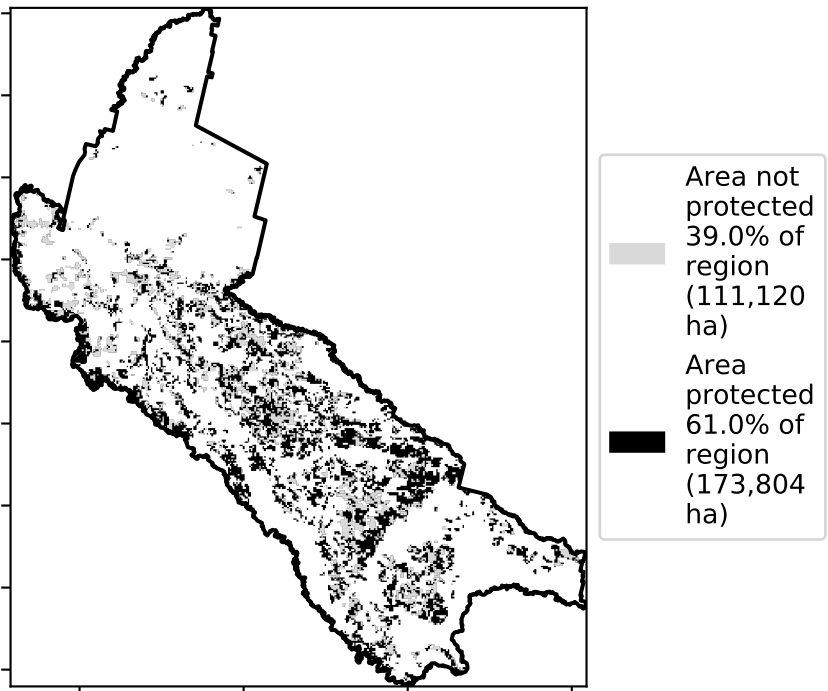 Area not
protected
39.0% of
region
(111,120
ha)
Area
protected
61.0% of
region
(173,804
ha)